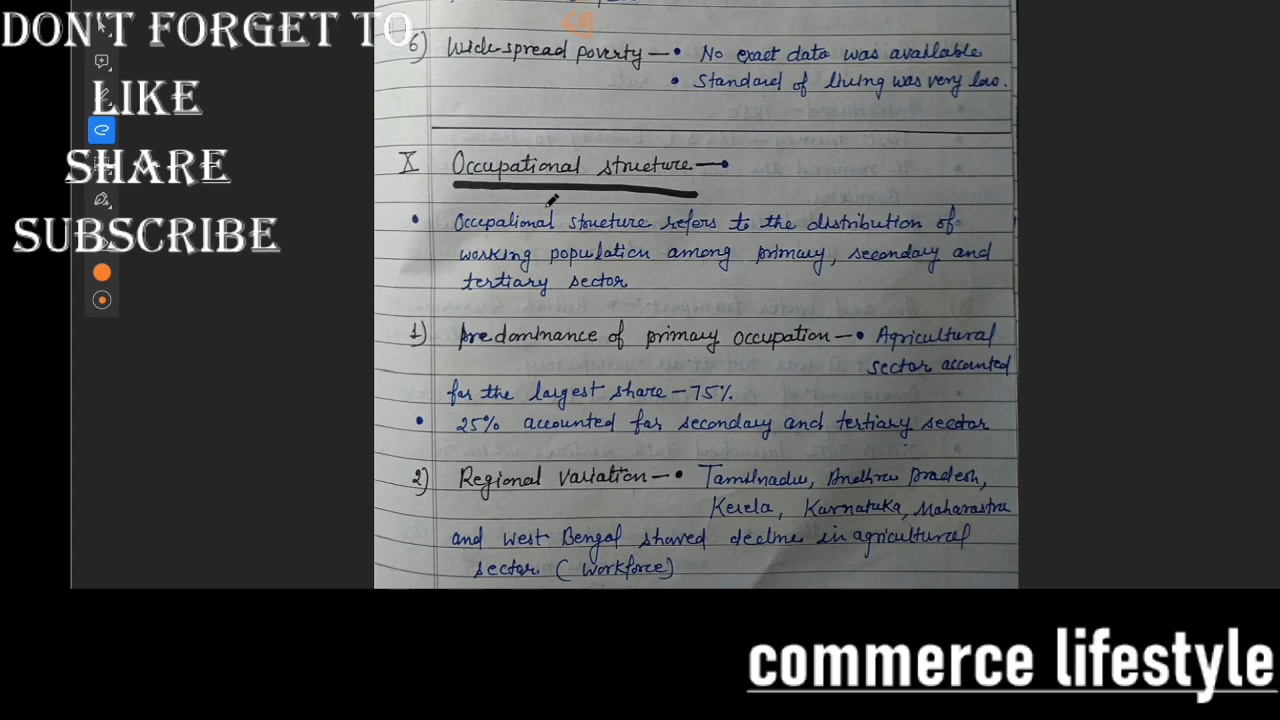 DON'T FORGET TO
LIKE
SHARE
SUBSCRIBE
6) Wide-spread poverty — • No exact data was available
• Standard of living was very low.
X Occupational structure — •
• Occupational structure refers to the distribution of
working population among primary, secondary and
tertiary sector
1) Predominance of primary occupation — • Agricultural
sector accounted
for the largest share — 75%
• 25% accounted for secondary and tertiary sector
2) Regional Variation — • Tamilnadu, Andhra Pradesh,
Kerela, Karnataka, Maharastra
and West Bengal showed decline in agricultural
sector (workforce)
commerce lifestyle